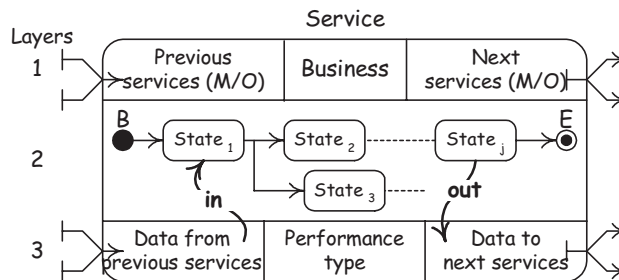 Service
Layers
1
Previous
services (M/O)
Business
Next
services (M/O)
2
B
State 1
State 2
State j
E
State 3
in
out
3
Data from
previous services
Performance
type
Data to
next services